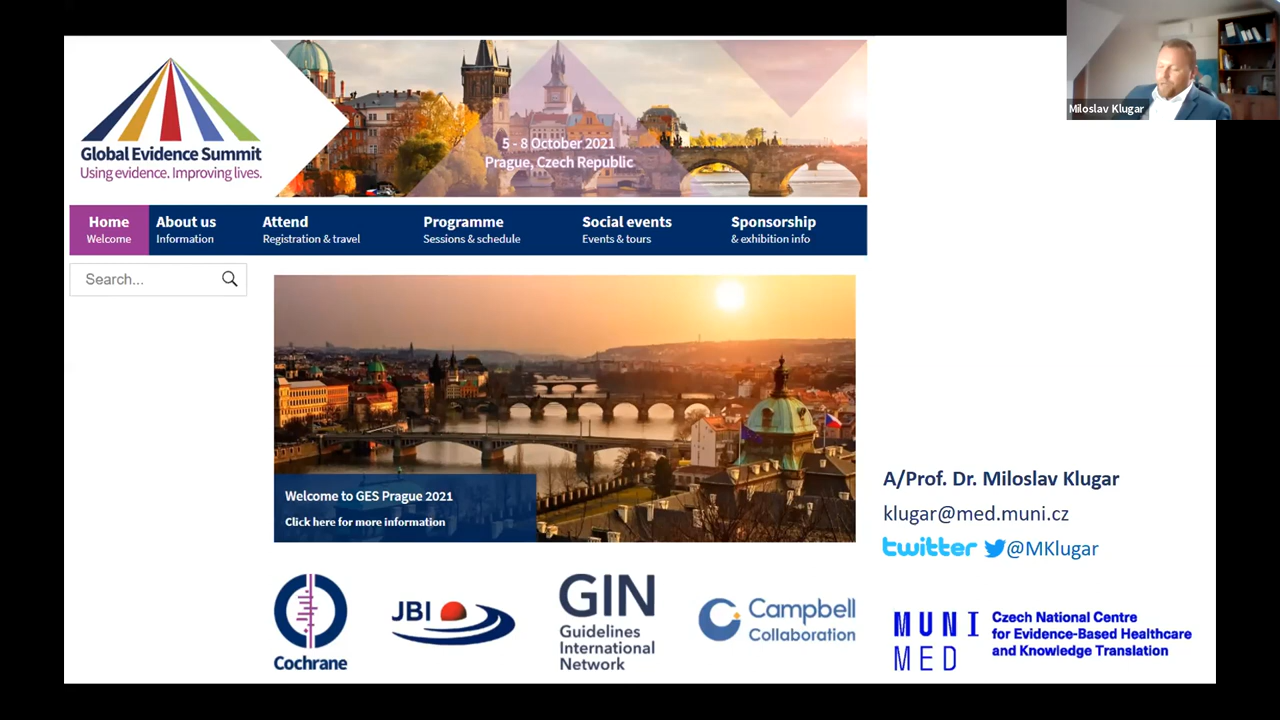 Miloslav Klugar
Global Evidence Summit
Using evidence. Improving lives.
5 - 8 October 2021
Prague, Czech Republic
Home
Welcome
About us
Information
Attend
Registration & travel
Programme
Sessions & schedule
Social events
Events & tours
Sponsorship
& exhibition info
Search...
Welcome to GES Prague 2021
Click here for more information
A/Prof. Dr. Miloslav Klugar
klugar@med.muni.cz
twitter @MKlugar
Cochrane
JBI
GIN
Guidelines
International
Network
Campbell
Collaboration
MUNI
MED
Czech National Centre
for Evidence-Based Healthcare
and Knowledge Translation